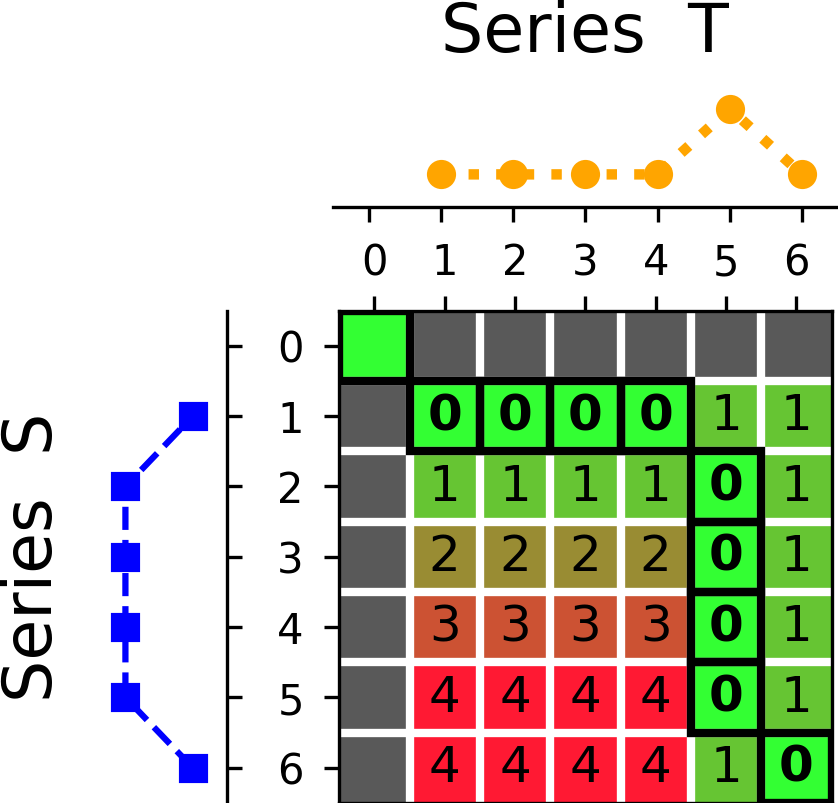 Series T
0 1 2 3 4 5 6
Series S
0
1 0 0 0 0 1 1
2 1 1 1 1 0 1
3 2 2 2 2 0 1
4 3 3 3 3 0 1
5 4 4 4 4 0 1
6 4 4 4 4 1 0